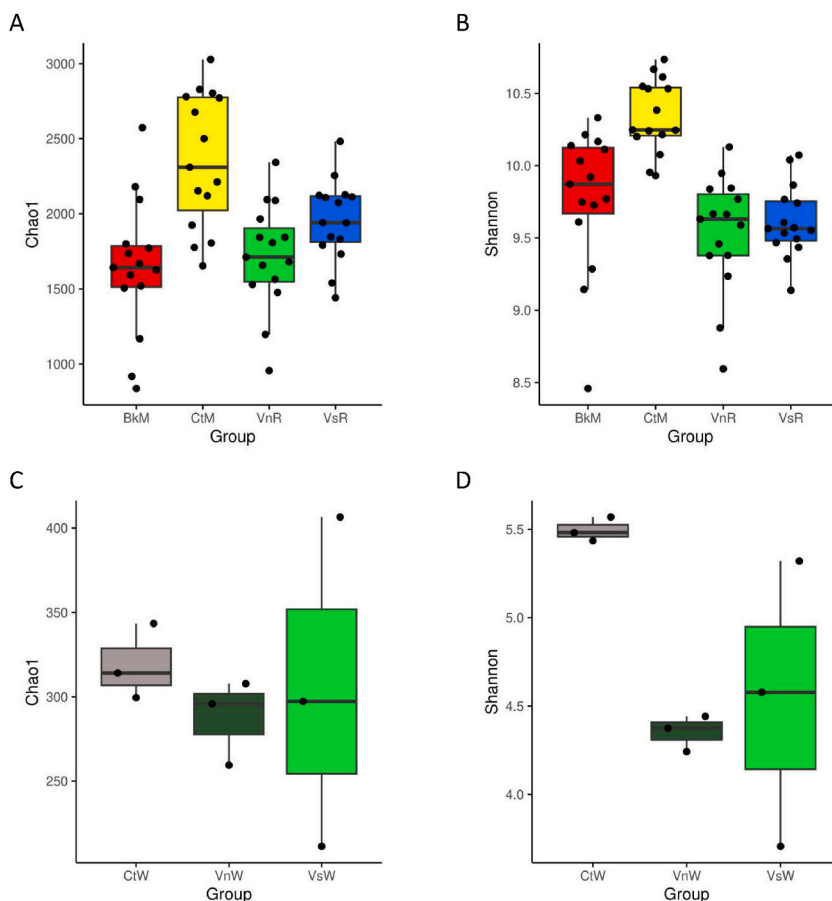 A
B
3000
2500
2000
1500
1000
Chao1
BkM
CtM
VnR
VsR
Group
10.5
10.0
9.5
9.0
8.5
Shannon
BkM
CtM
VnR
VsR
Group
C
D
400
350
300
250
Chao1
CtW
VnW
VsW
Group
5.5
5.0
4.5
4.0
Shannon
CtW
VnW
VsW
Group